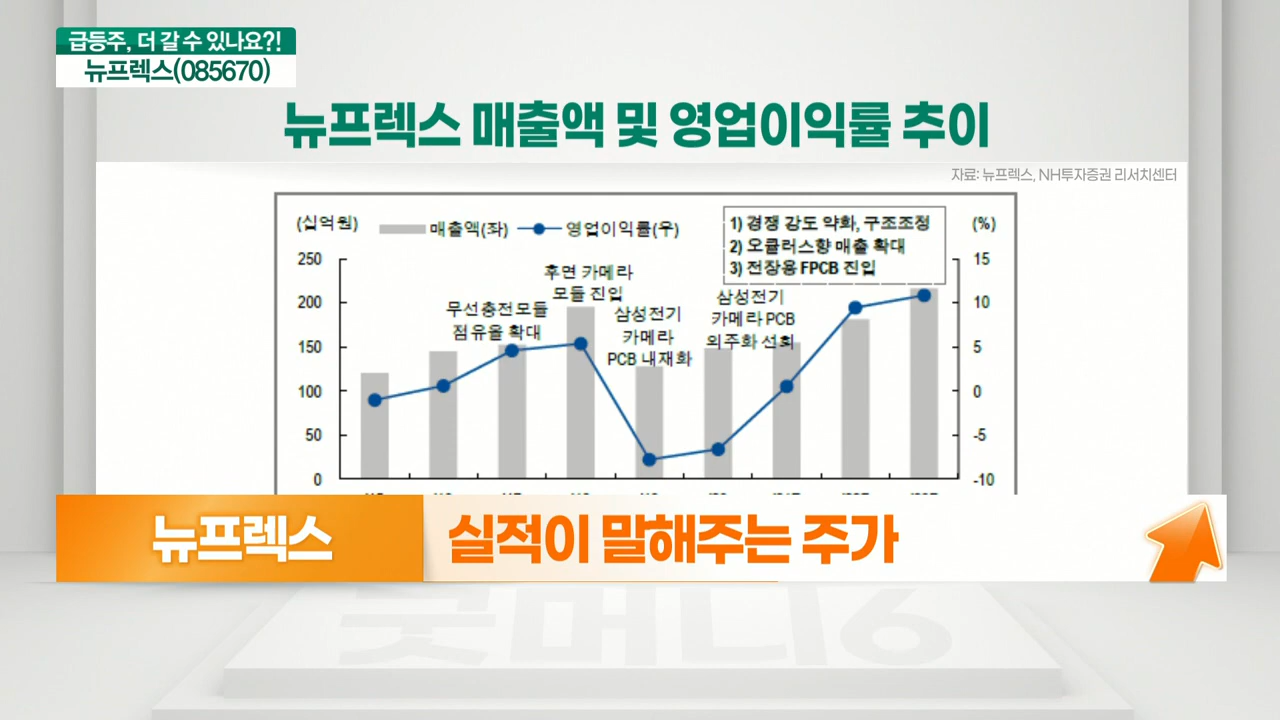 급등주, 더 갈 수 있나요?!
뉴프렉스(085670)
뉴프렉스 매출액 및 영업이익률 추이
자료: 뉴프렉스, NH투자증권 리서치센터
(십억원)
매출액(좌)
영업이익률(우)
1) 경쟁 강도 약화, 구조조정
2) 오큘러스향 매출 확대
3) 전장용 FPCB 진입
(%)
250
200
150
100
50
0
무선충전모듈
점유율 확대
후면 카메라
모듈 진입
삼성전기
카메라
PCB 내재화
삼성전기
카메라 PCB
외주화 선회
15
10
5
0
-5
-10
뉴프렉스
실적이 말해주는 주가
굿머니6